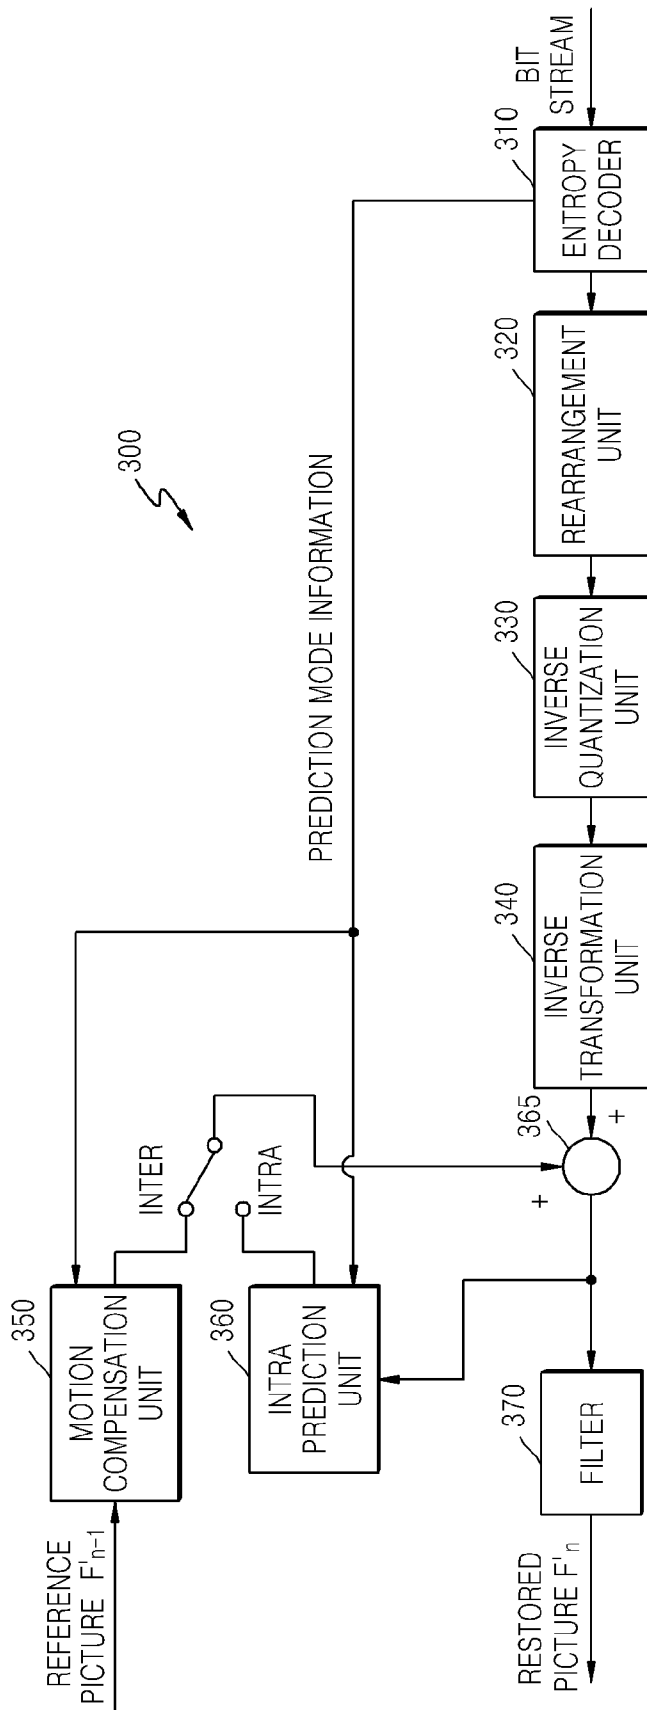 300
REFERENCE
PICTURE F'n-1
350
MOTION
COMPENSATION
UNIT
INTER
INTRA
360
INTRA
PREDICTION
UNIT
PREDICTION MODE INFORMATION
RESTORED
PICTURE F'n
370
FILTER
+
365
+
340
INVERSE
TRANSFORMATION
UNIT
330
INVERSE
QUANTIZATION
UNIT
320
REARRANGEMENT
UNIT
310
ENTROPY
DECODER
BIT
STREAM